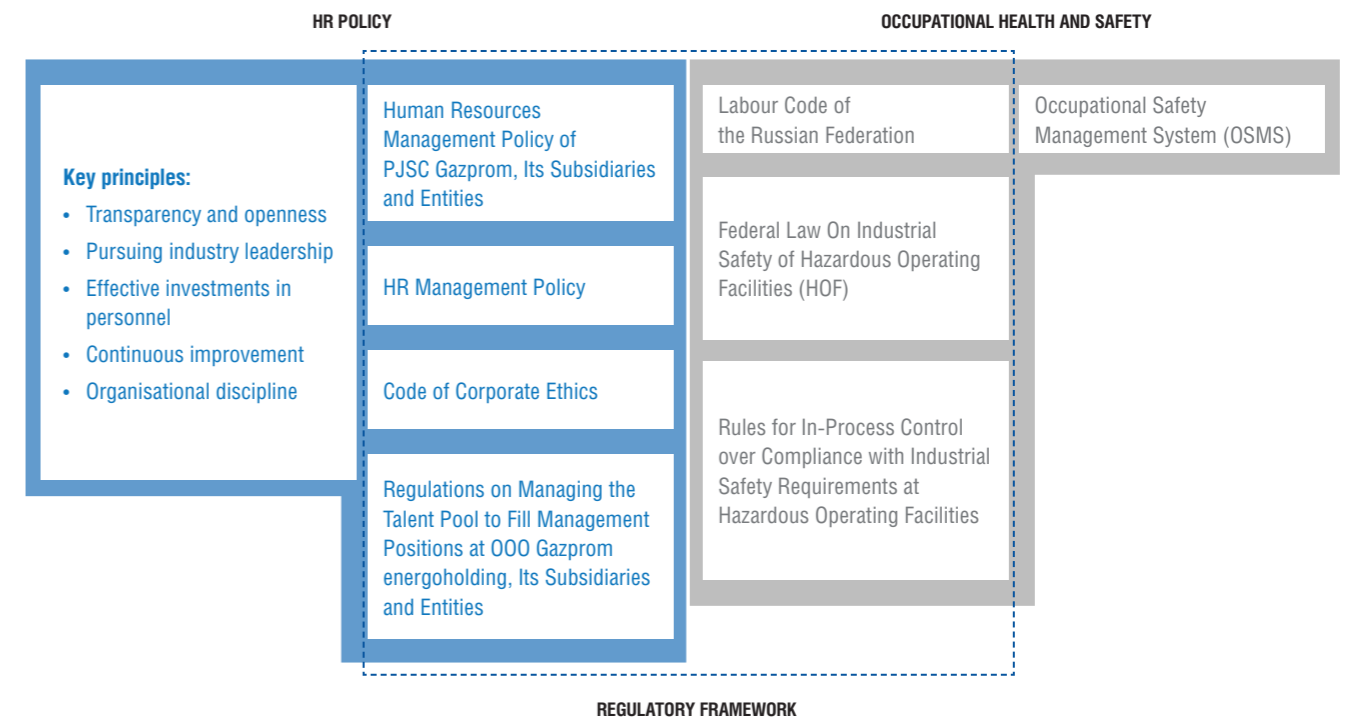 HR POLICY
OCCUPATIONAL HEALTH AND SAFETY
Key principles:
• Transparency and openness
• Pursuing industry leadership
• Effective investments in
personnel
• Continuous improvement
• Organisational discipline
Human Resources
Management Policy of
PJSC Gazprom, Its Subsidiaries
and Entities
HR Management Policy
Code of Corporate Ethics
Regulations on Managing the
Talent Pool to Fill Management
Positions at OOO Gazprom
energoholding, Its Subsidiaries
and Entities
Labour Code of
the Russian Federation
Federal Law On Industrial
Safety of Hazardous Operating
Facilities (HOF)
Rules for In-Process Control
over Compliance with Industrial
Safety Requirements at
Hazardous Operating Facilities
Occupational Safety
Management System (OSMS)
REGULATORY FRAMEWORK